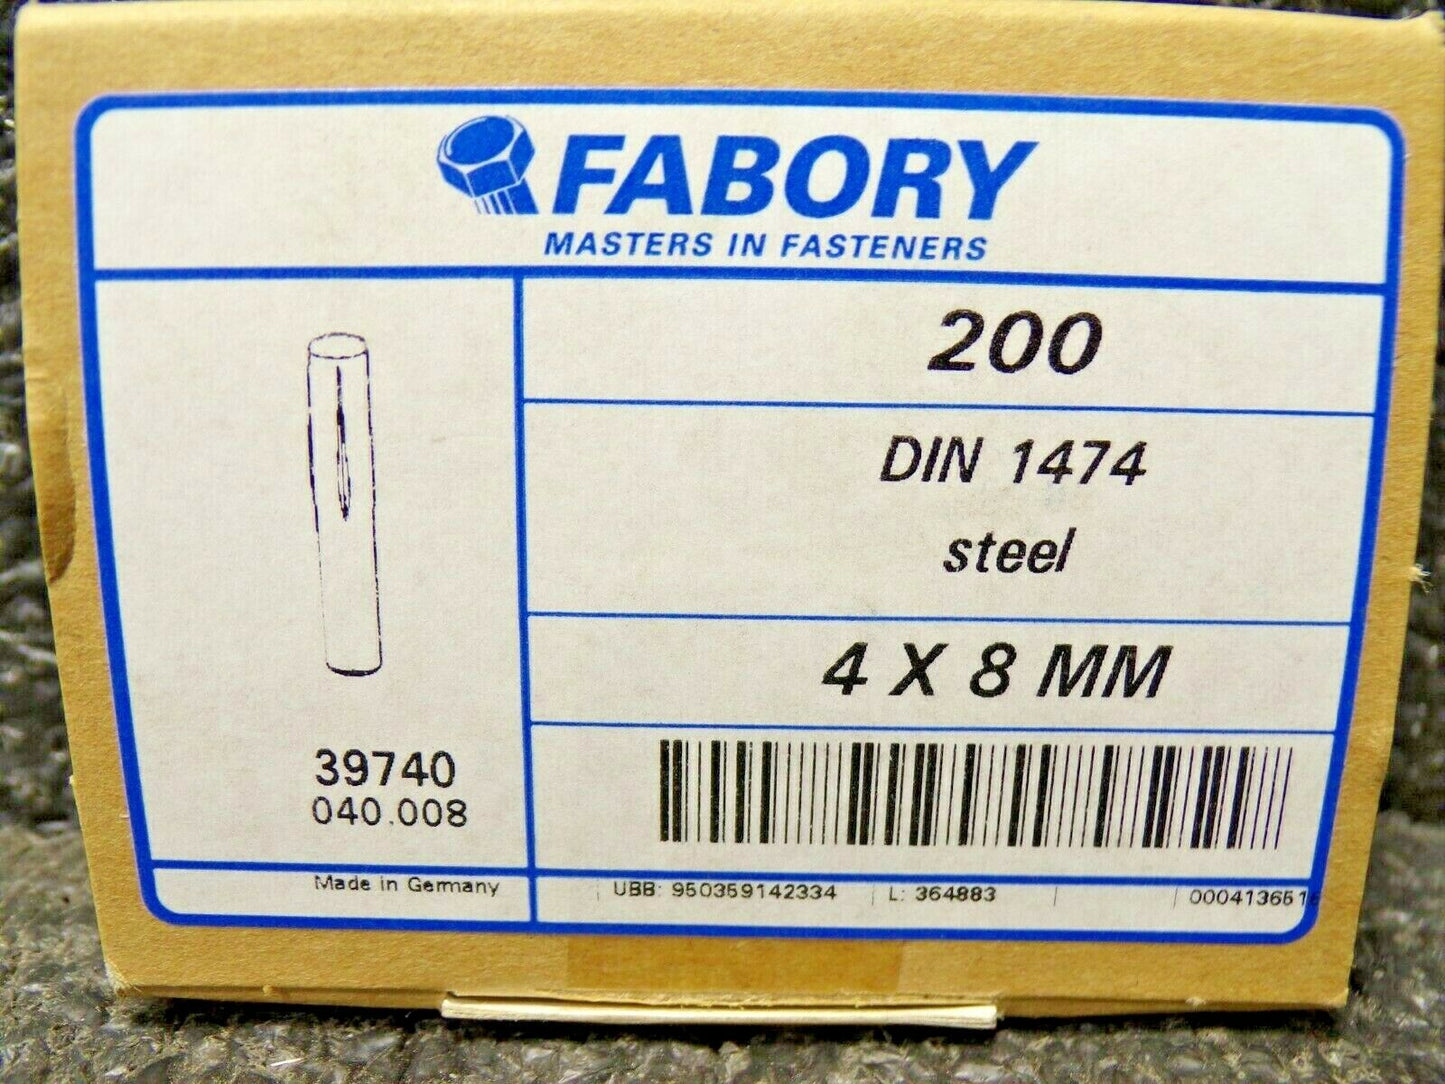 FABORY
MASTERS IN FASTENERS
200
DIN 1474
steel
4 X 8 MM
39740
040.008
Made in Germany
UBB: 950359142334
L: 364883
000413651